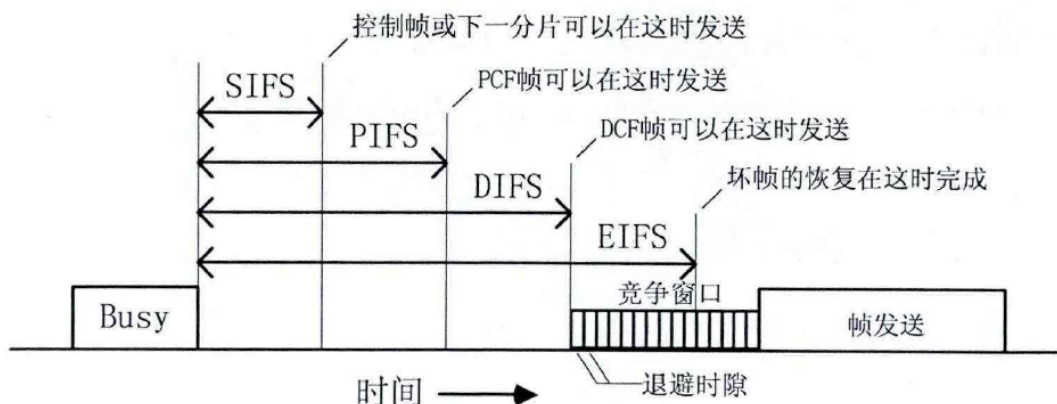 控制帧或下一分片可以在这时发送
SIFS
PCF帧可以在这时发送
PIFS
DCF帧可以在这时发送
DIFS
坏帧的恢复在这时完成
EIFS
竞争窗口
Busy
帧发送
退避时隙
时间